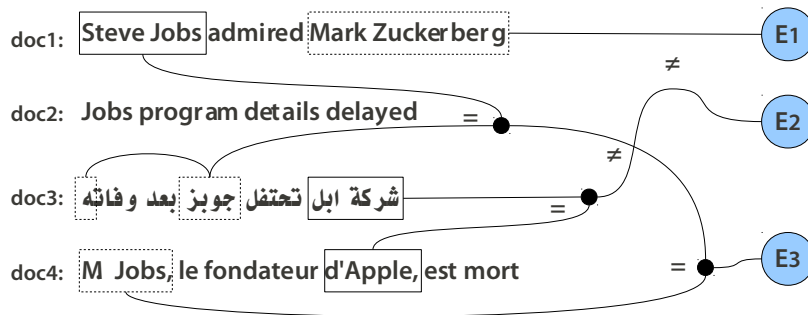 doc1: Steve Jobs admired Mark Zuckerberg E1
≠
doc2: Jobs program details delayed = E2
≠
doc3: شركة ابل تحتفل جوبز بعد وفاته
=
doc4: M Jobs, le fondateur d'Apple, est mort = E3